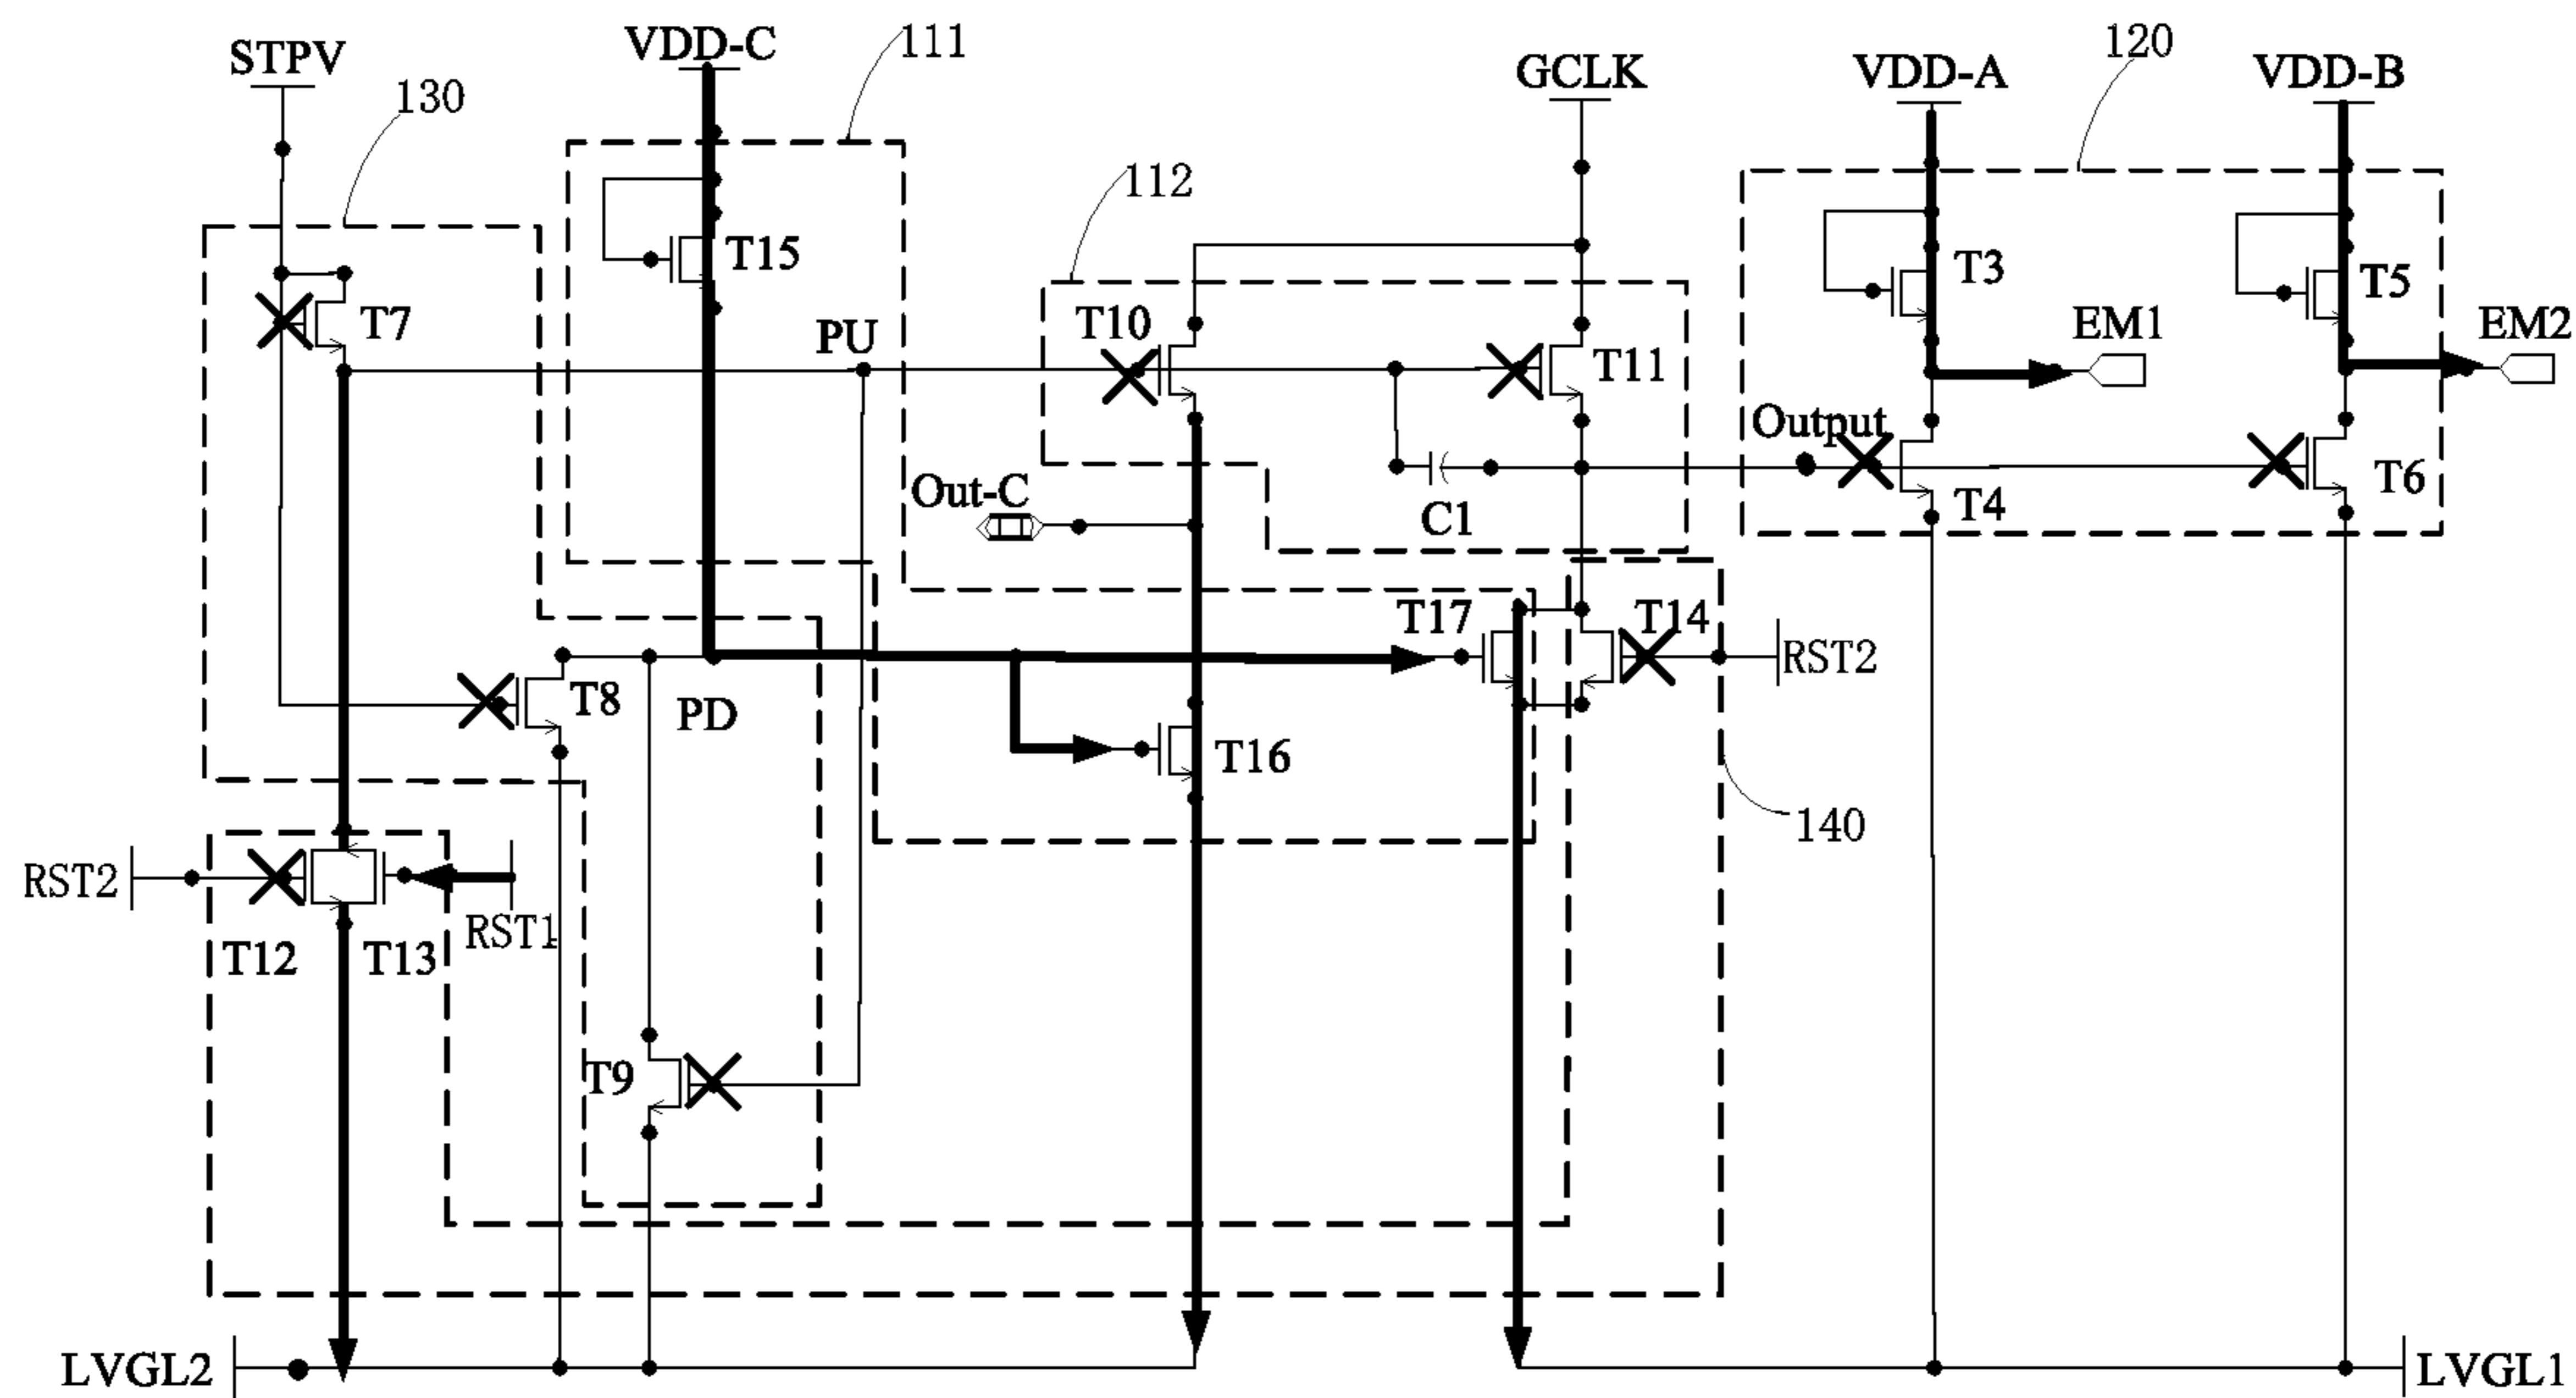 STPV
VDD-C
111
GCLK
VDD-A
120
VDD-B
130
112
T15
T3
T5
T7
PU
T10
T11
EM1
EM2
Output
Out-C
C1
T4
T6
T17
T14
RST2
T8
PD
T16
140
RST2
T12
T13
RST1
T9
LVGL2
LVGL1